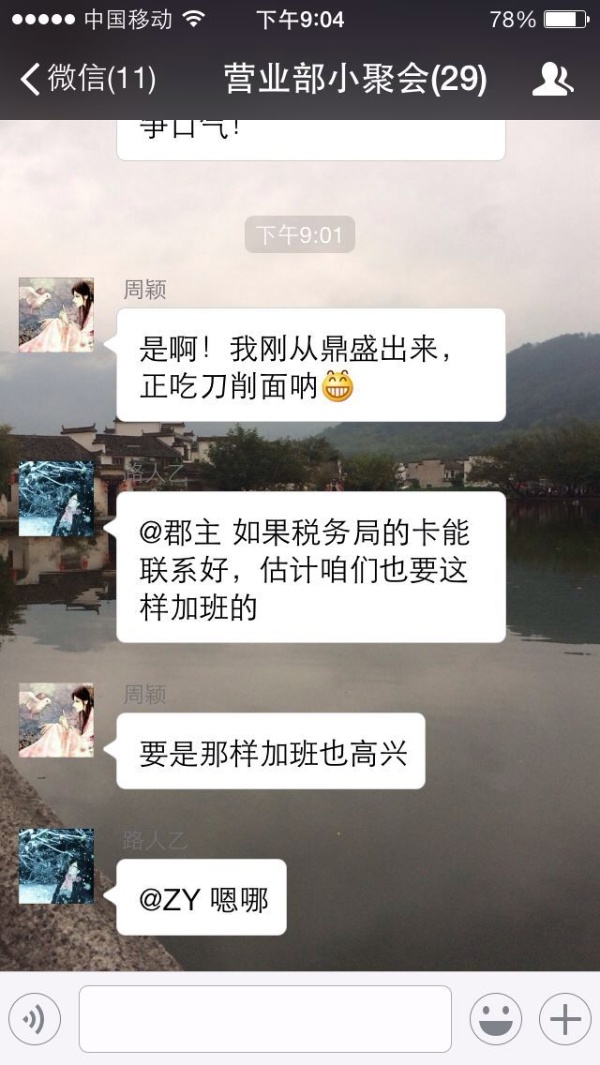 中国移动 下午9:04 78%
微信(11) 营业部小聚会(29)
争口气！
下午9:01
周颖
是啊！我刚从鼎盛出来，
正吃刀削面呐
路人乙
@郡主 如果税务局的卡能
联系好，估计咱们也要这
样加班的
周颖
要是那样加班也高兴
路人乙
@ZY 嗯哪